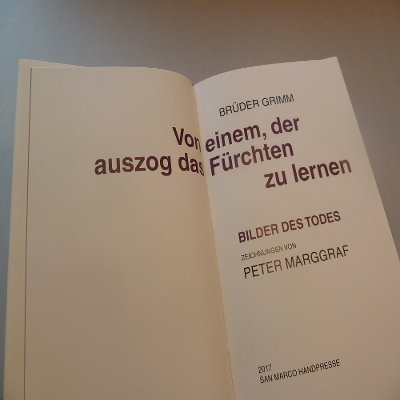 BRÜDER GRIMM
Von einem, der
auszog das Fürchten
zu lernen
BILDER DES TODES
ZEICHNUNGEN VON
PETER MARGGRAF
2017
SAN MARCO HANDPRESSE